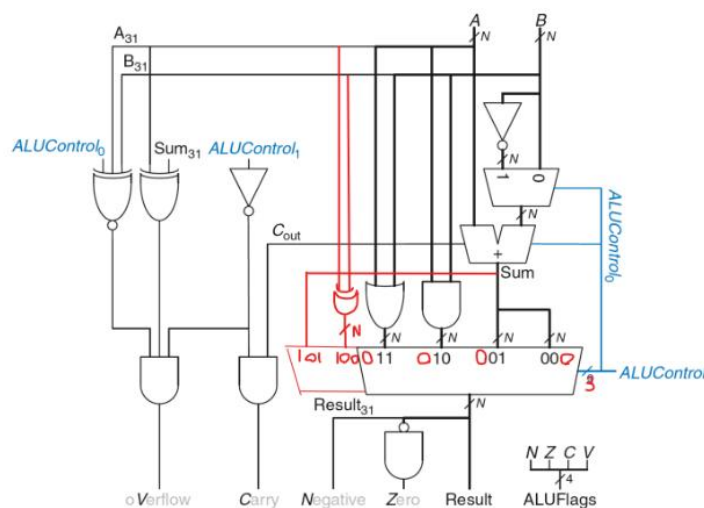 A B
N N
A31
B31
ALUControl0 Sum31 ALUControl1
N
1 0
ALUControl0
N
Cout
+
Sum
N N N N N
101 100 011 010 001 000
3 ALUControl
Result31 N
N Z C V
4
oVerflow Carry Negative Zero Result ALUFlags